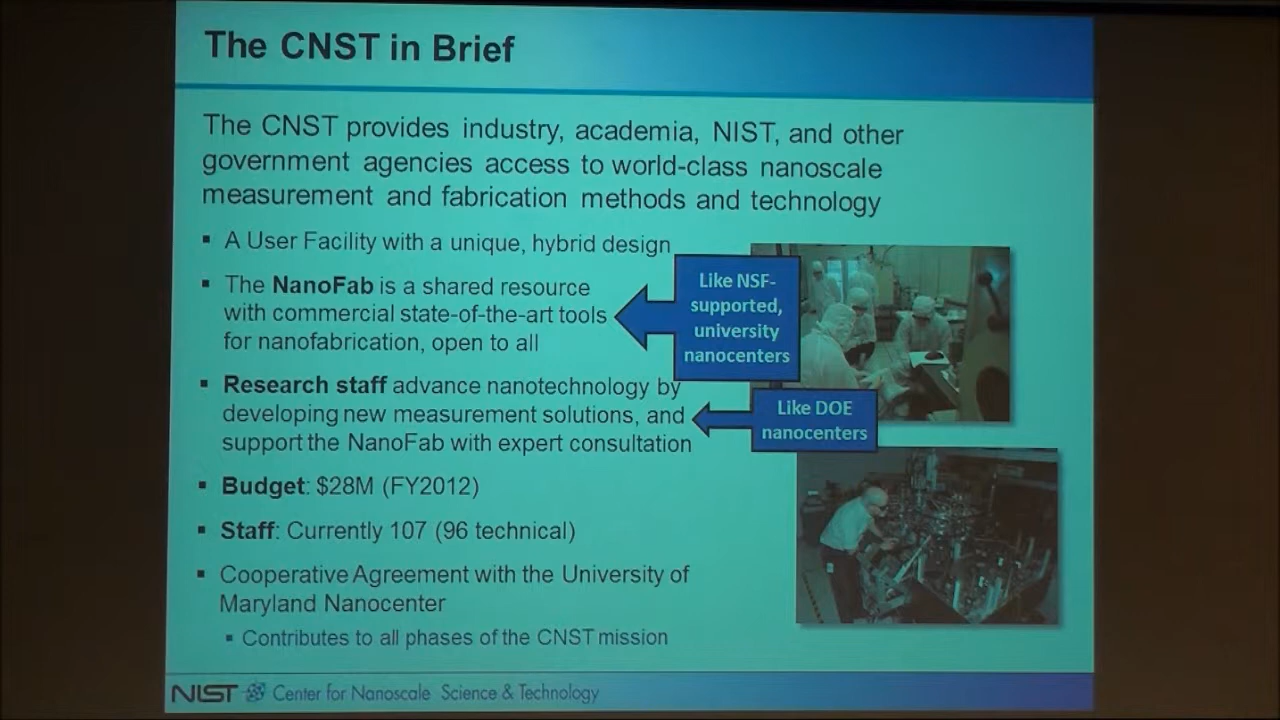 The CNST in Brief
The CNST provides industry, academia, NIST, and other
government agencies access to world-class nanoscale
measurement and fabrication methods and technology
▪ A User Facility with a unique, hybrid design
▪ The NanoFab is a shared resource
with commercial state-of-the-art tools
for nanofabrication, open to all
Like NSF-
supported,
university
nanocenters
▪ Research staff advance nanotechnology by
developing new measurement solutions, and
support the NanoFab with expert consultation
Like DOE
nanocenters
▪ Budget: $28M (FY2012)
▪ Staff: Currently 107 (96 technical)
▪ Cooperative Agreement with the University of
Maryland Nanocenter
▪ Contributes to all phases of the CNST mission
NIST Center for Nanoscale Science & Technology